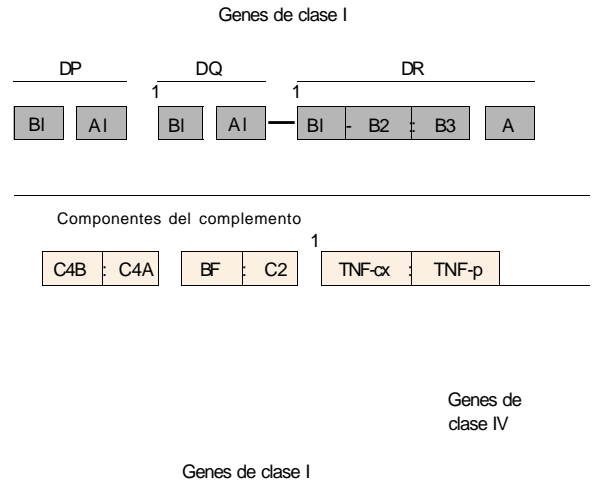 Genes de clase I
DP DQ DR
1 1
BI AI BI AI BI - B2 : B3 A
Componentes del complemento
1
C4B : C4A BF : C2 TNF-cx : TNF-p
Genes de
clase IV
Genes de clase I